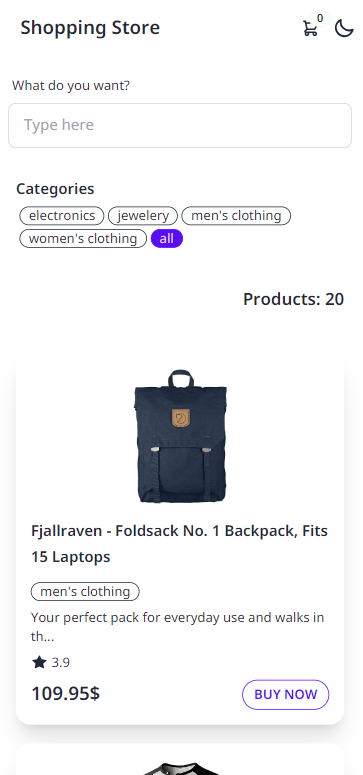 Shopping Store
0
What do you want?
Type here
Categories
electronics jewelery men's clothing
women's clothing all
Products: 20
Fjallraven - Foldsack No. 1 Backpack, Fits
15 Laptops
men's clothing
Your perfect pack for everyday use and walks in
th...
3.9
109.95$ BUY NOW